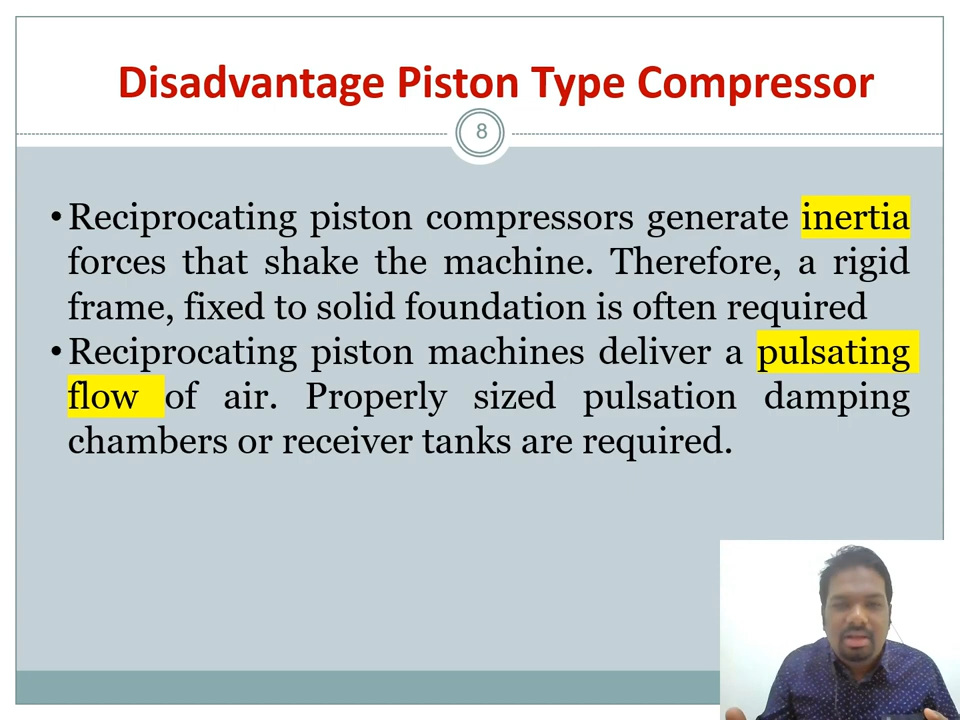 Disadvantage Piston Type Compressor
8
• Reciprocating piston compressors generate inertia
forces that shake the machine. Therefore, a rigid
frame, fixed to solid foundation is often required
• Reciprocating piston machines deliver a pulsating
flow of air. Properly sized pulsation damping
chambers or receiver tanks are required.